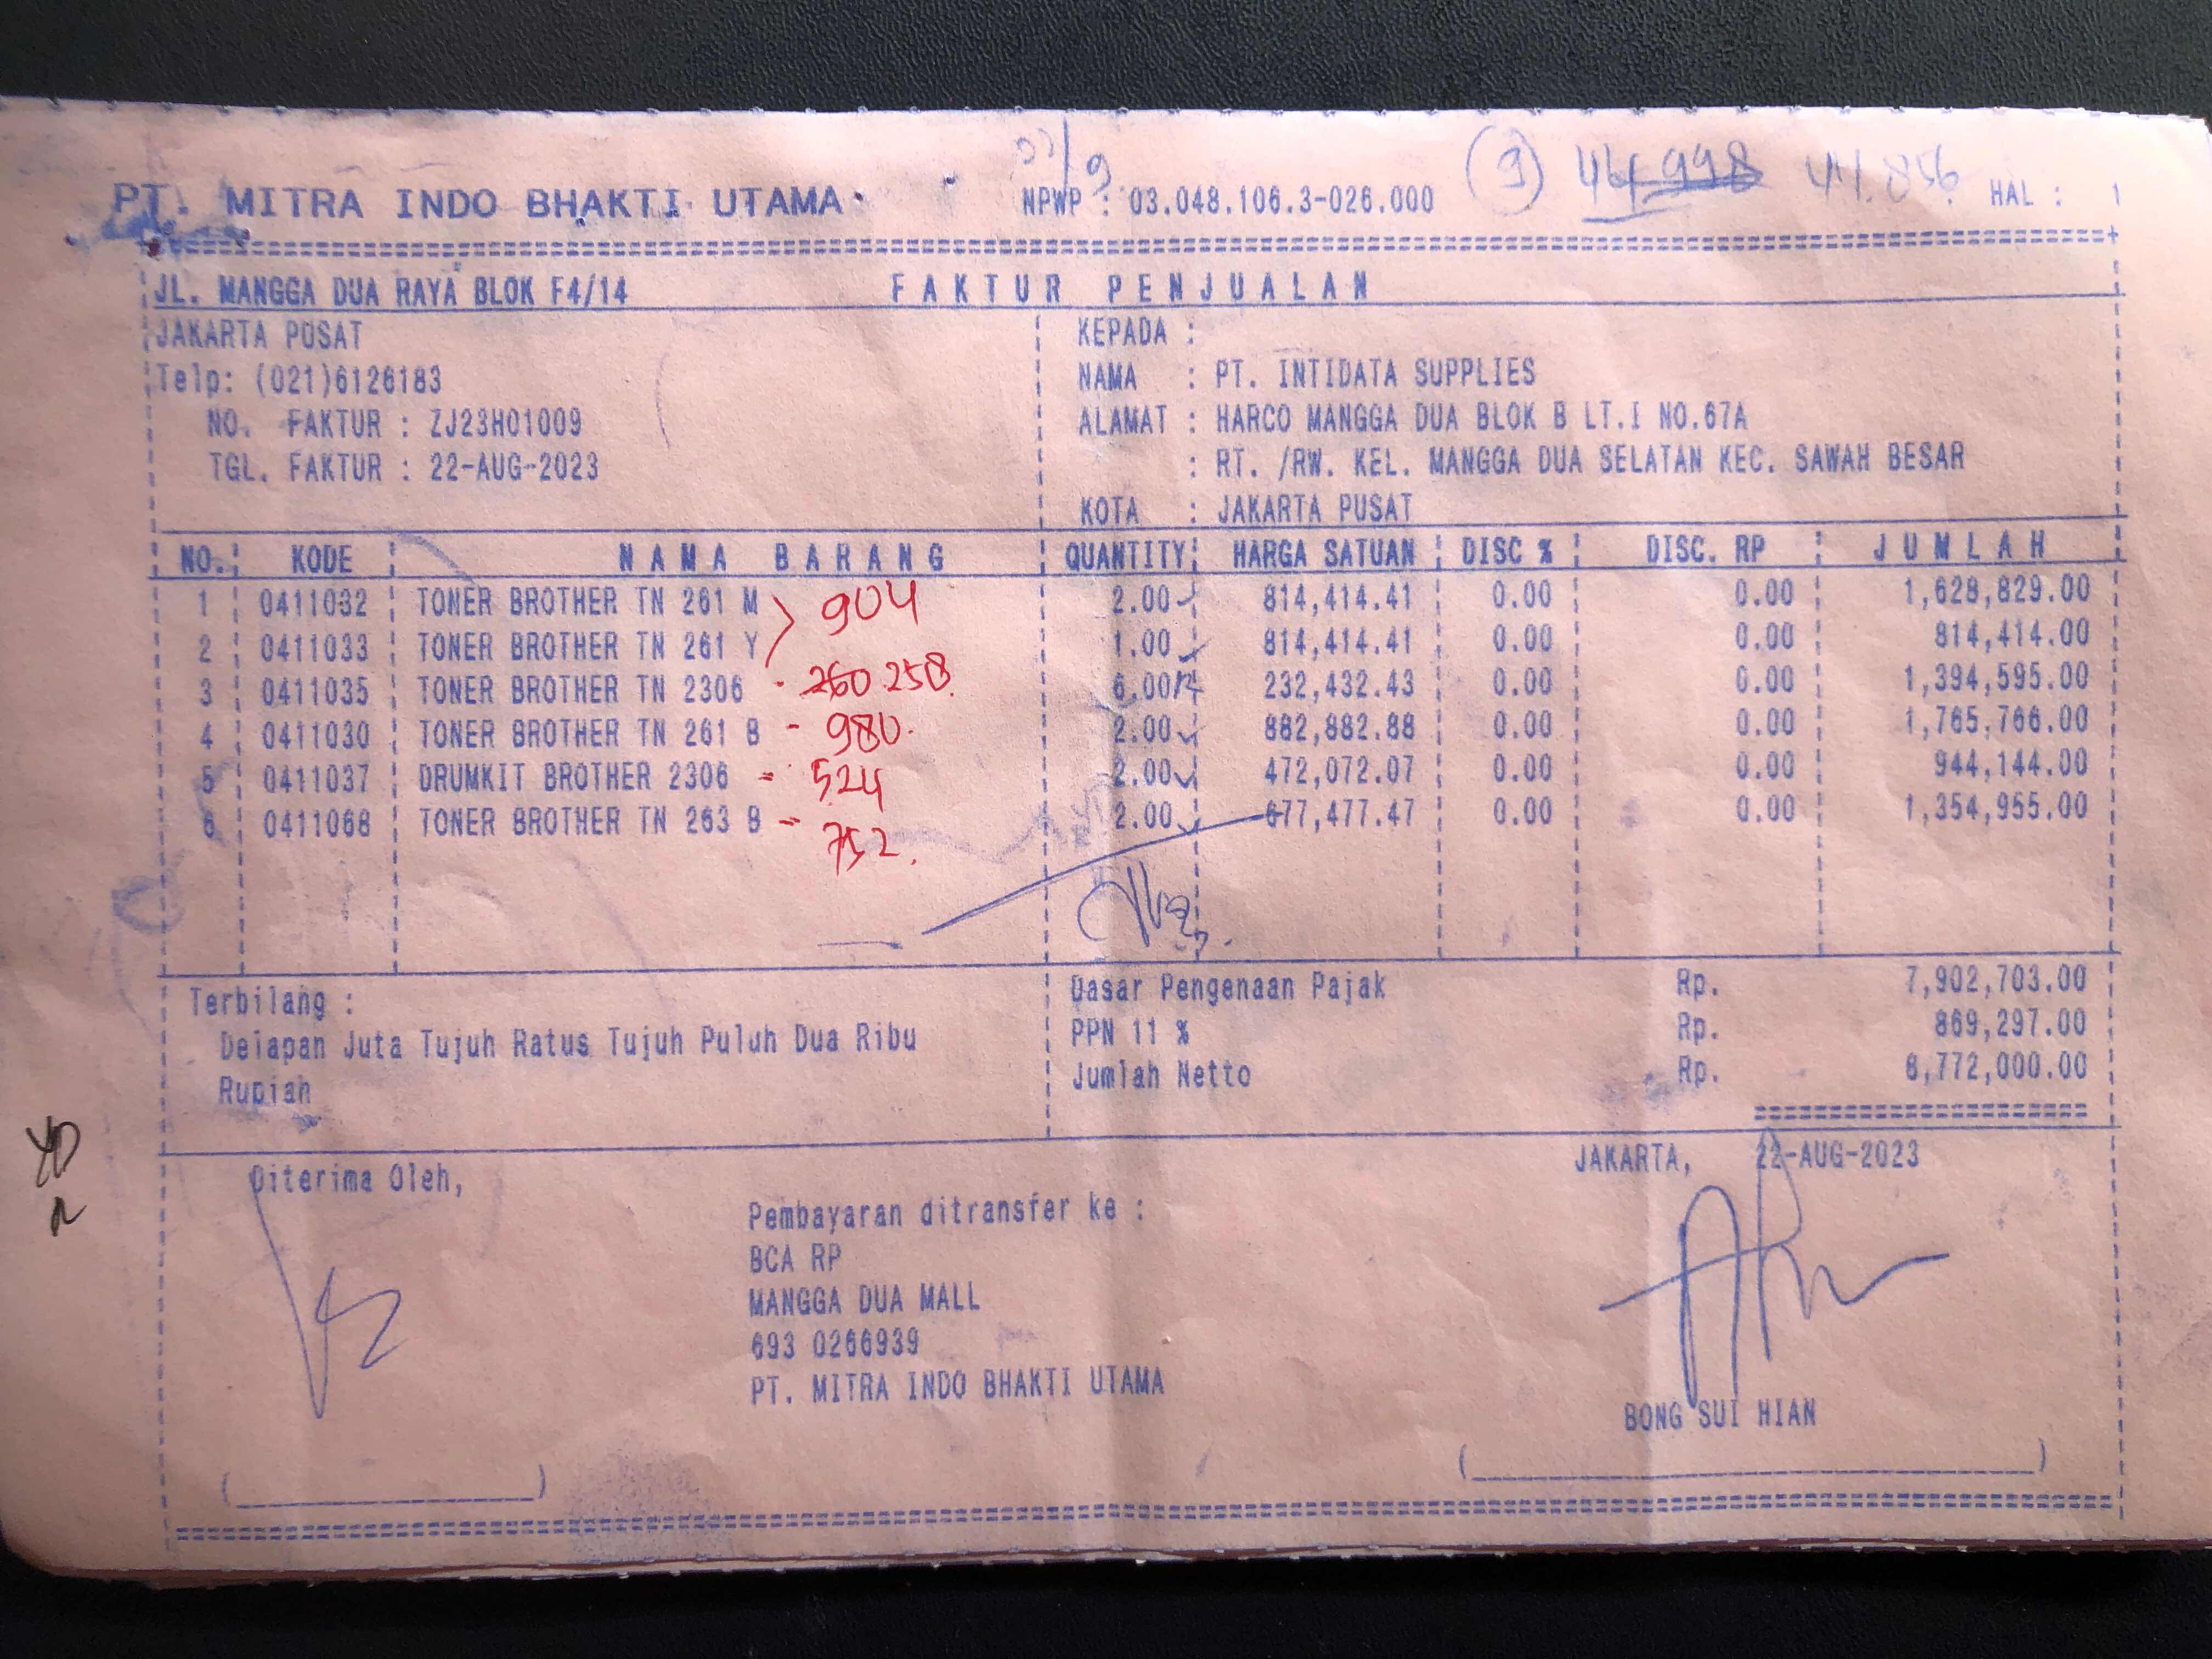 PT. MITRA INDO BHAKTI UTAMA NPWP : 03.048.106.3-026.000 (9) 44.998 41.856 HAL : 1
JL. MANGGA DUA RAYA BLOK F4/14 FAKTUR PENJUALAN
JAKARTA PUSAT KEPADA :
Telp: (021)6126183 NAMA : PT. INTIDATA SUPPLIES
NO. FAKTUR : ZJ23H01009 ALAMAT : HARCO MANGGA DUA BLOK B LT.I NO.67A
TGL. FAKTUR : 22-AUG-2023 : RT. /RW. KEL. MANGGA DUA SELATAN KEC. SAWAH BESAR
KOTA : JAKARTA PUSAT
NO. KODE NAMA BARANG QUANTITY HARGA SATUAN DISC % DISC. RP JUMLAH
1 0411032 TONER BROTHER TN 261 M 904 2.00 814,414.41 0.00 0.00 1,628,829.00
2 0411033 TONER BROTHER TN 261 Y 1.00 814,414.41 0.00 0.00 814,414.00
3 0411035 TONER BROTHER TN 2306 - 260 258. 6.00 232,432.43 0.00 0.00 1,394,595.00
4 0411030 TONER BROTHER TN 261 B - 980. 2.00 882,882.88 0.00 0.00 1,765,766.00
5 0411037 DRUMKIT BROTHER 2306 - 524 2.00 472,072.07 0.00 0.00 944,144.00
6 0411068 TONER BROTHER TN 263 B - 752. 2.00 677,477.47 0.00 0.00 1,354,955.00
Dasar Pengenaan Pajak Rp. 7,902,703.00
Terbilang :
PPN 11 % Rp. 869,297.00
Delapan Juta Tujuh Ratus Tujuh Puluh Dua Ribu
Jumlah Netto Rp. 8,772,000.00
Rupiah
JAKARTA, 22-AUG-2023
Diterima Oleh,
Pembayaran ditransfer ke :
BCA RP
MANGGA DUA MALL
693 0266939
PT. MITRA INDO BHAKTI UTAMA
BONG SUI HIAN